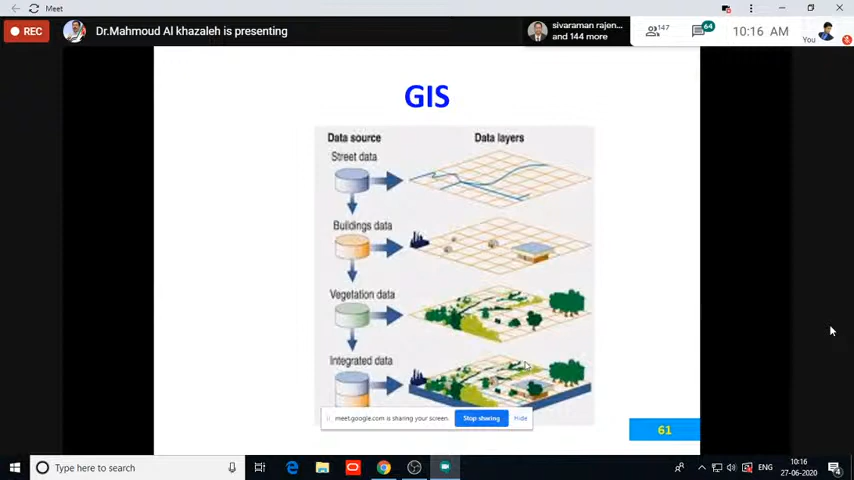 Meet
REC
Dr.Mahmoud Al khazaleh is presenting
sivaraman rajen...
and 144 more
147
64
10:16 AM
You
GIS
Data source
Data layers
Street data
Buildings data
Vegetation data
Integrated data
meet.google.com is sharing your screen.
Stop sharing
Hide
61
Type here to search
ENG
10:16
27-06-2020
4